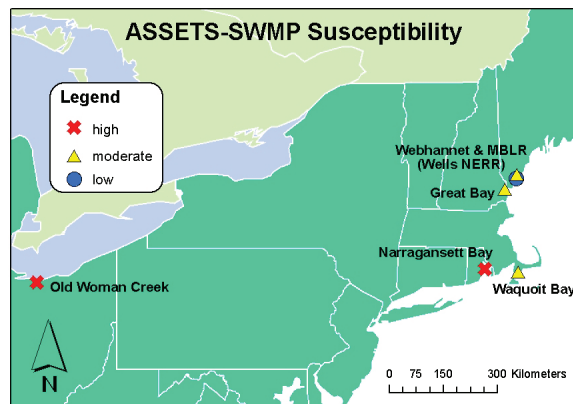 ASSETS-SWMP Susceptibility
Legend
high
moderate
low
Webhannet & MBLR
(Wells NERR)
Great Bay
Narragansett Bay
Old Woman Creek
Waquoit Bay
N
0 75 150 300 Kilometers